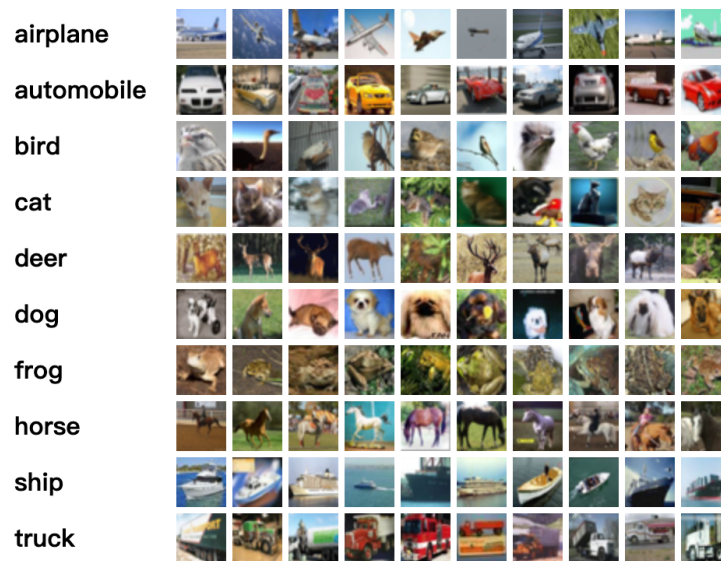 airplane
automobile
bird
cat
deer
dog
frog
horse
ship
truck